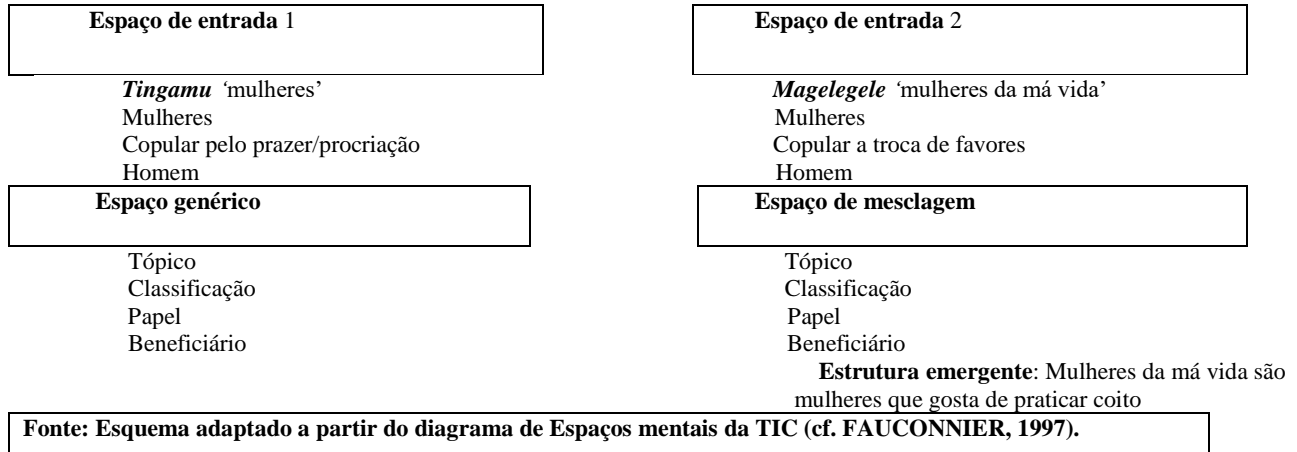 Espaço de entrada 1
Tingamu ‘mulheres’
Mulheres
Copular pelo prazer/procriação
Homem
Espaço de entrada 2
Magelegele ‘mulheres da má vida’
Mulheres
Copular a troca de favores
Homem
Espaço genérico
Tópico
Classificação
Papel
Beneficiário
Espaço de mesclagem
Tópico
Classificação
Papel
Beneficiário
Estrutura emergente: Mulheres da má vida são
mulheres que gosta de praticar coito
Fonte: Esquema adaptado a partir do diagrama de Espaços mentais da TIC (cf. FAUCONNIER, 1997).